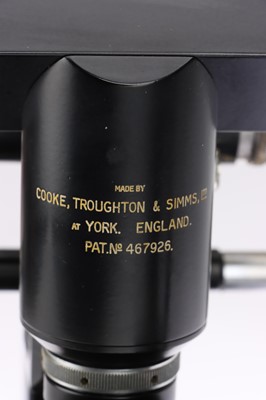 MADE BY
COOKE, TROUGHTON & SIMMS, LTD
AT YORK. ENGLAND.
PAT. No 467926.